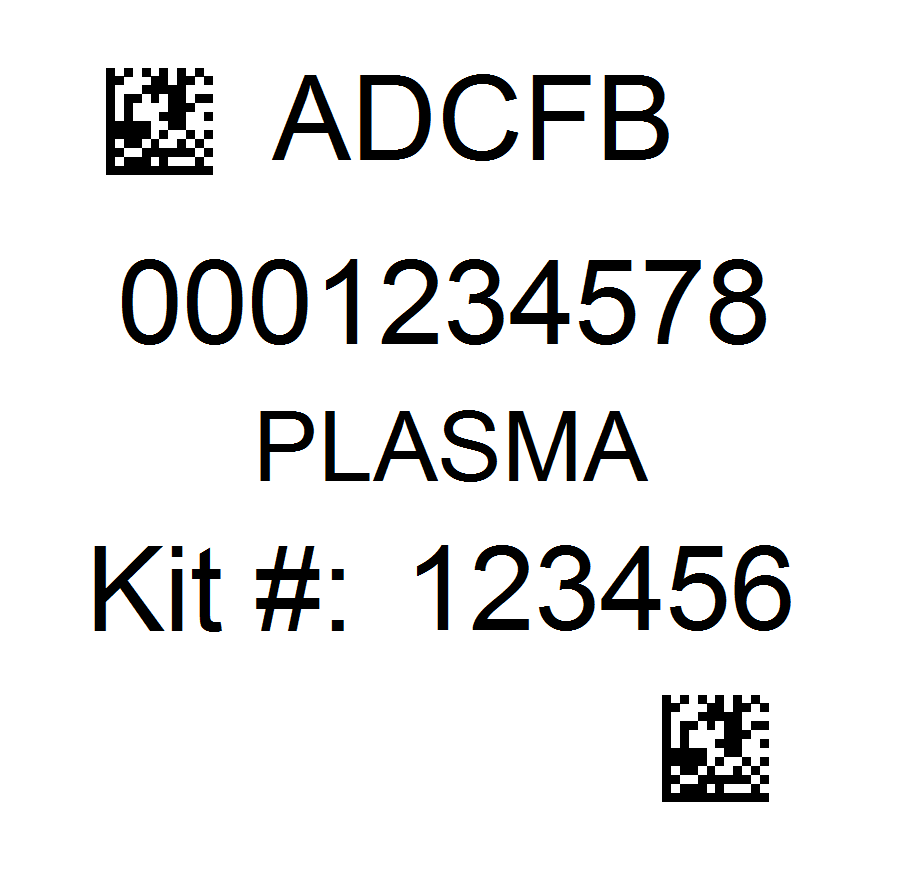 ADCFB
0001234578
PLASMA
Kit #: 123456